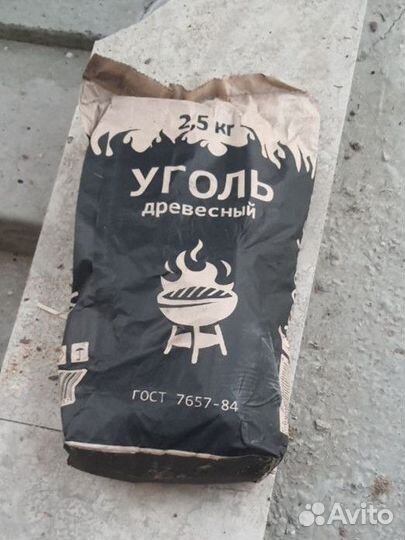 2,5 кг
уголь
древесный
ГОСТ 7657-84
Avito